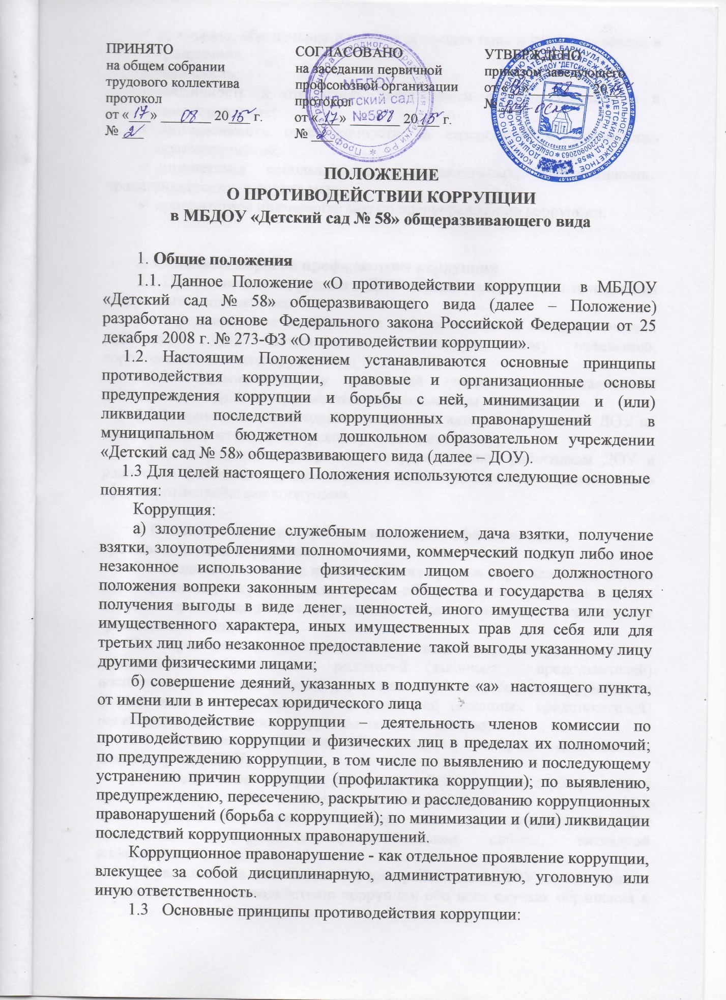 ПРИНЯТО
на общем собрании
трудового коллектива
протокол
от «17» 08 2015 г.
№ 2
СОГЛАСОВАНО
на заседании первичной
профсоюзной организации
протокол
от «17» 08 2015 г.
№ 2
УТВЕРЖДЕНО
приказом заведующего
от « » 08 20
№
МБДОУ
"Детский сад
№58"
ПОЛОЖЕНИЕ
О ПРОТИВОДЕЙСТВИИ КОРРУПЦИИ
в МБДОУ «Детский сад № 58» общеразвивающего вида
1. Общие положения
1.1. Данное Положение «О противодействии коррупции в МБДОУ
«Детский сад № 58» общеразвивающего вида (далее – Положение)
разработано на основе Федерального закона Российской Федерации от 25
декабря 2008 г. № 273-ФЗ «О противодействии коррупции».
1.2. Настоящим Положением устанавливаются основные принципы
противодействия коррупции, правовые и организационные основы
предупреждения коррупции и борьбы с ней, минимизации и (или)
ликвидации последствий коррупционных правонарушений в
муниципальном бюджетном дошкольном образовательном учреждении
«Детский сад № 58» общеразвивающего вида (далее – ДОУ).
1.3 Для целей настоящего Положения используются следующие основные
понятия:
Коррупция:
а) злоупотребление служебным положением, дача взятки, получение
взятки, злоупотреблениями полномочиями, коммерческий подкуп либо иное
незаконное использование физическим лицом своего должностного
положения вопреки законным интересам общества и государства в целях
получения выгоды в виде денег, ценностей, иного имущества или услуг
имущественного характера, иных имущественных прав для себя или для
третьих лиц либо незаконное предоставление такой выгоды указанному лицу
другими физическими лицами;
б) совершение деяний, указанных в подпункте «а» настоящего пункта,
от имени или в интересах юридического лица
Противодействие коррупции – деятельность членов комиссии по
противодействию коррупции и физических лиц в пределах их полномочий;
по предупреждению коррупции, в том числе по выявлению и последующему
устранению причин коррупции (профилактика коррупции); по выявлению,
предупреждению, пересечению, раскрытию и расследованию коррупционных
правонарушений (борьба с коррупцией); по минимизации и (или) ликвидации
последствий коррупционных правонарушений.
Коррупционное правонарушение - как отдельное проявление коррупции,
влекущее за собой дисциплинарную, административную, уголовную или
иную ответственность.
1.3 Основные принципы противодействия коррупции: